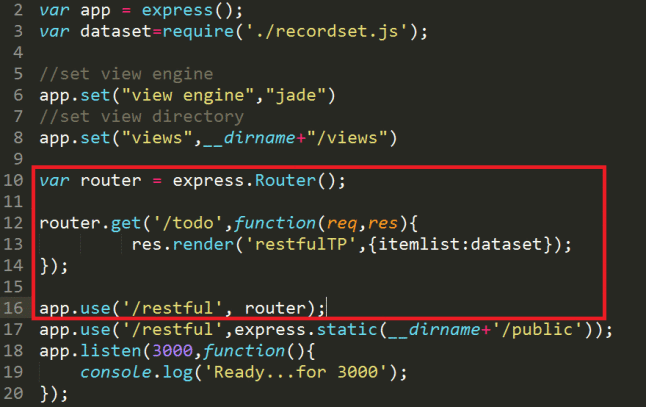 2 var app = express();
3 var dataset=require('./recordset.js');
4
5 //set view engine
6 app.set("view engine","jade")
7 //set view directory
8 app.set("views",__dirname+"/views")
9
10 var router = express.Router();
11
12 router.get('/todo',function(req,res){
13         res.render('restfulTP',{itemlist:dataset});
14 });
15
16 app.use('/restful', router);
17 app.use('/restful',express.static(__dirname+'/public'));
18 app.listen(3000,function(){
19     console.log('Ready...for 3000');
20 });